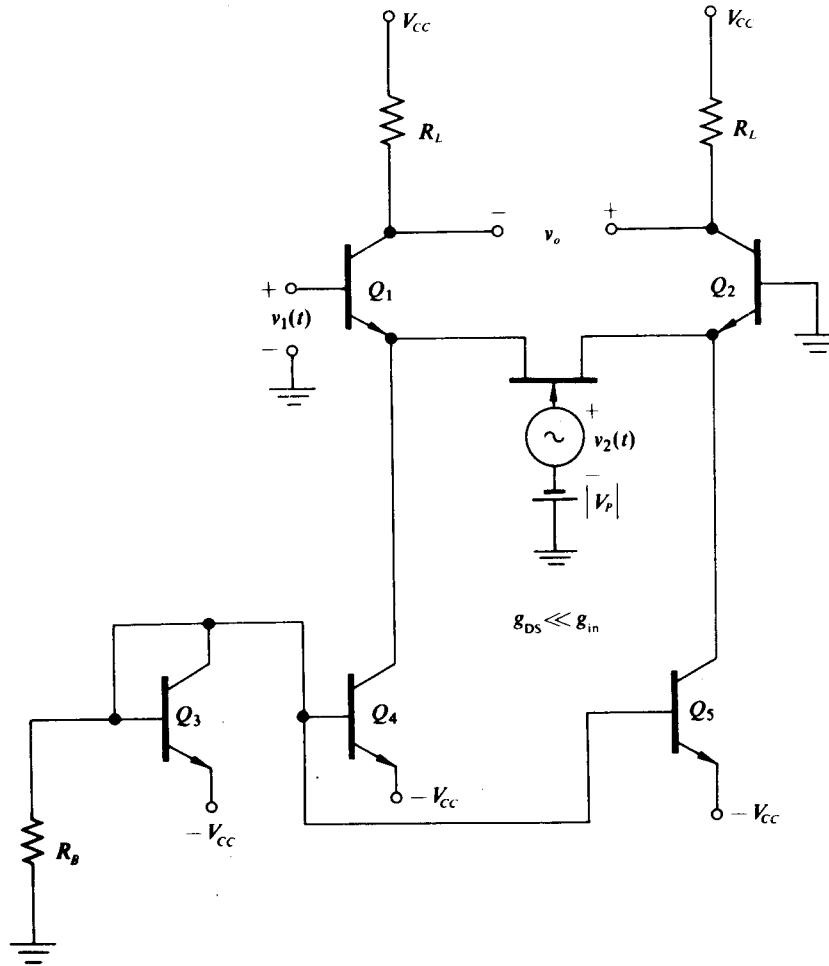 V_CC V_CC
R_L R_L
− v_o +
+ Q_1 Q_2
v_1(t)
−
+
v_2(t)
−
|V_P|
g_DS ≪ g_in
Q_3 Q_4 Q_5
−V_CC −V_CC −V_CC
R_B